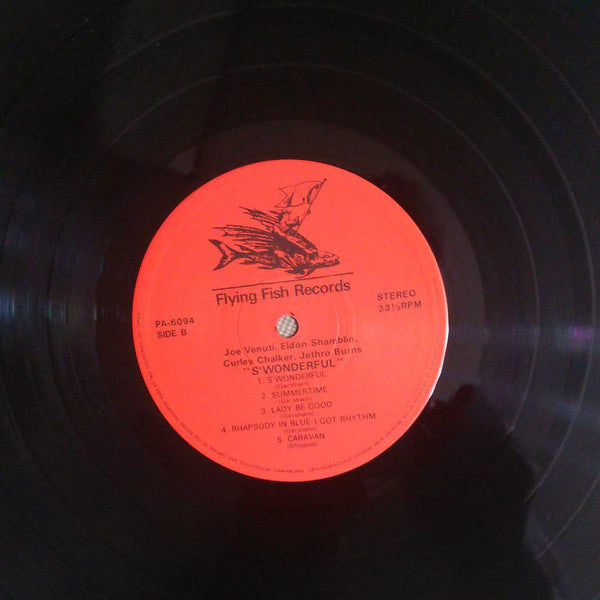 Flying Fish Records
PA-6094
SIDE B
STEREO
33⅓RPM
Joe Venuti, Eldon Shamblin,
Curley Chalker, Jethro Burns
"S'WONDERFUL"
1. S'WONDERFUL
(Gershwin)
2. SUMMERTIME
(Gershwin)
3. LADY BE GOOD
(Gershwin)
4. RHAPSODY IN BLUE I GOT RHYTHM
(Gershwin)
5. CARAVAN
(Ellington)